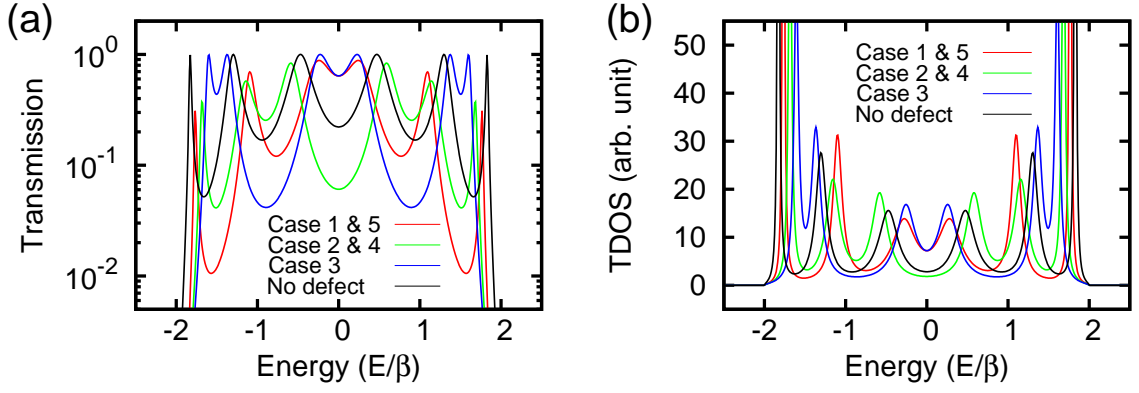 (a)
Transmission
10⁰
10⁻¹
10⁻²
Case 1 & 5
Case 2 & 4
Case 3
No defect
-2 -1 0 1 2
Energy (E/β)
(b)
TDOS (arb. unit)
50
40
30
20
10
0
Case 1 & 5
Case 2 & 4
Case 3
No defect
-2 -1 0 1 2
Energy (E/β)